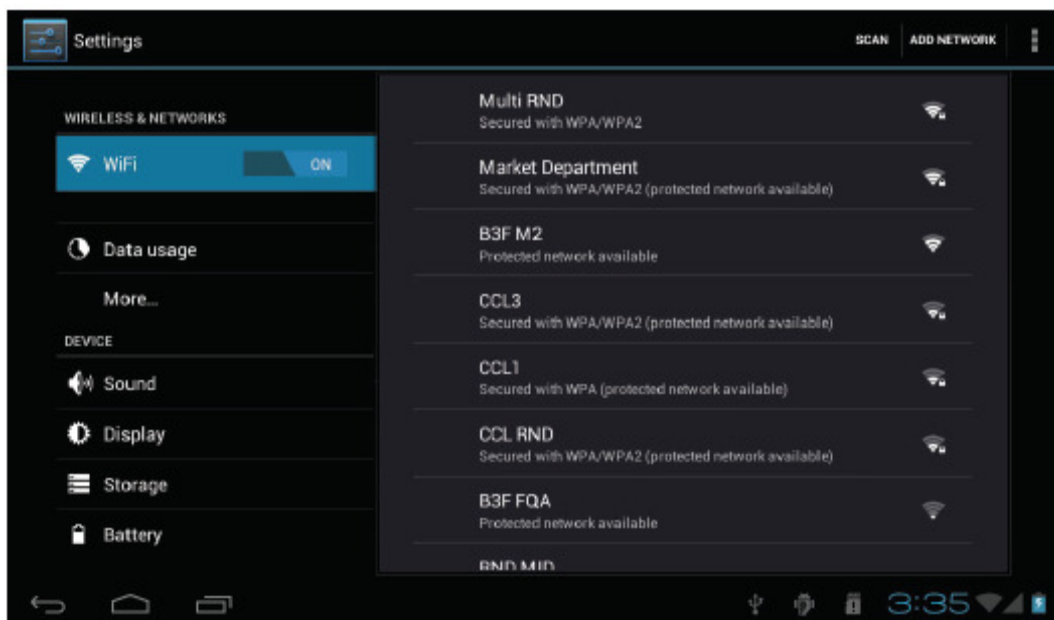 Settings
SCAN
ADD NETWORK
WIRELESS & NETWORKS
WiFi
ON
Data usage
More...
DEVICE
Sound
Display
Storage
Battery
Multi RND
Secured with WPA/WPA2
Market Department
Secured with WPA/WPA2 (protected network available)
B3F M2
Protected network available
CCL3
Secured with WPA/WPA2 (protected network available)
CCL1
Secured with WPA (protected network available)
CCL RND
Secured with WPA/WPA2 (protected network available)
B3F FQA
Protected network available
RND MID
3:35